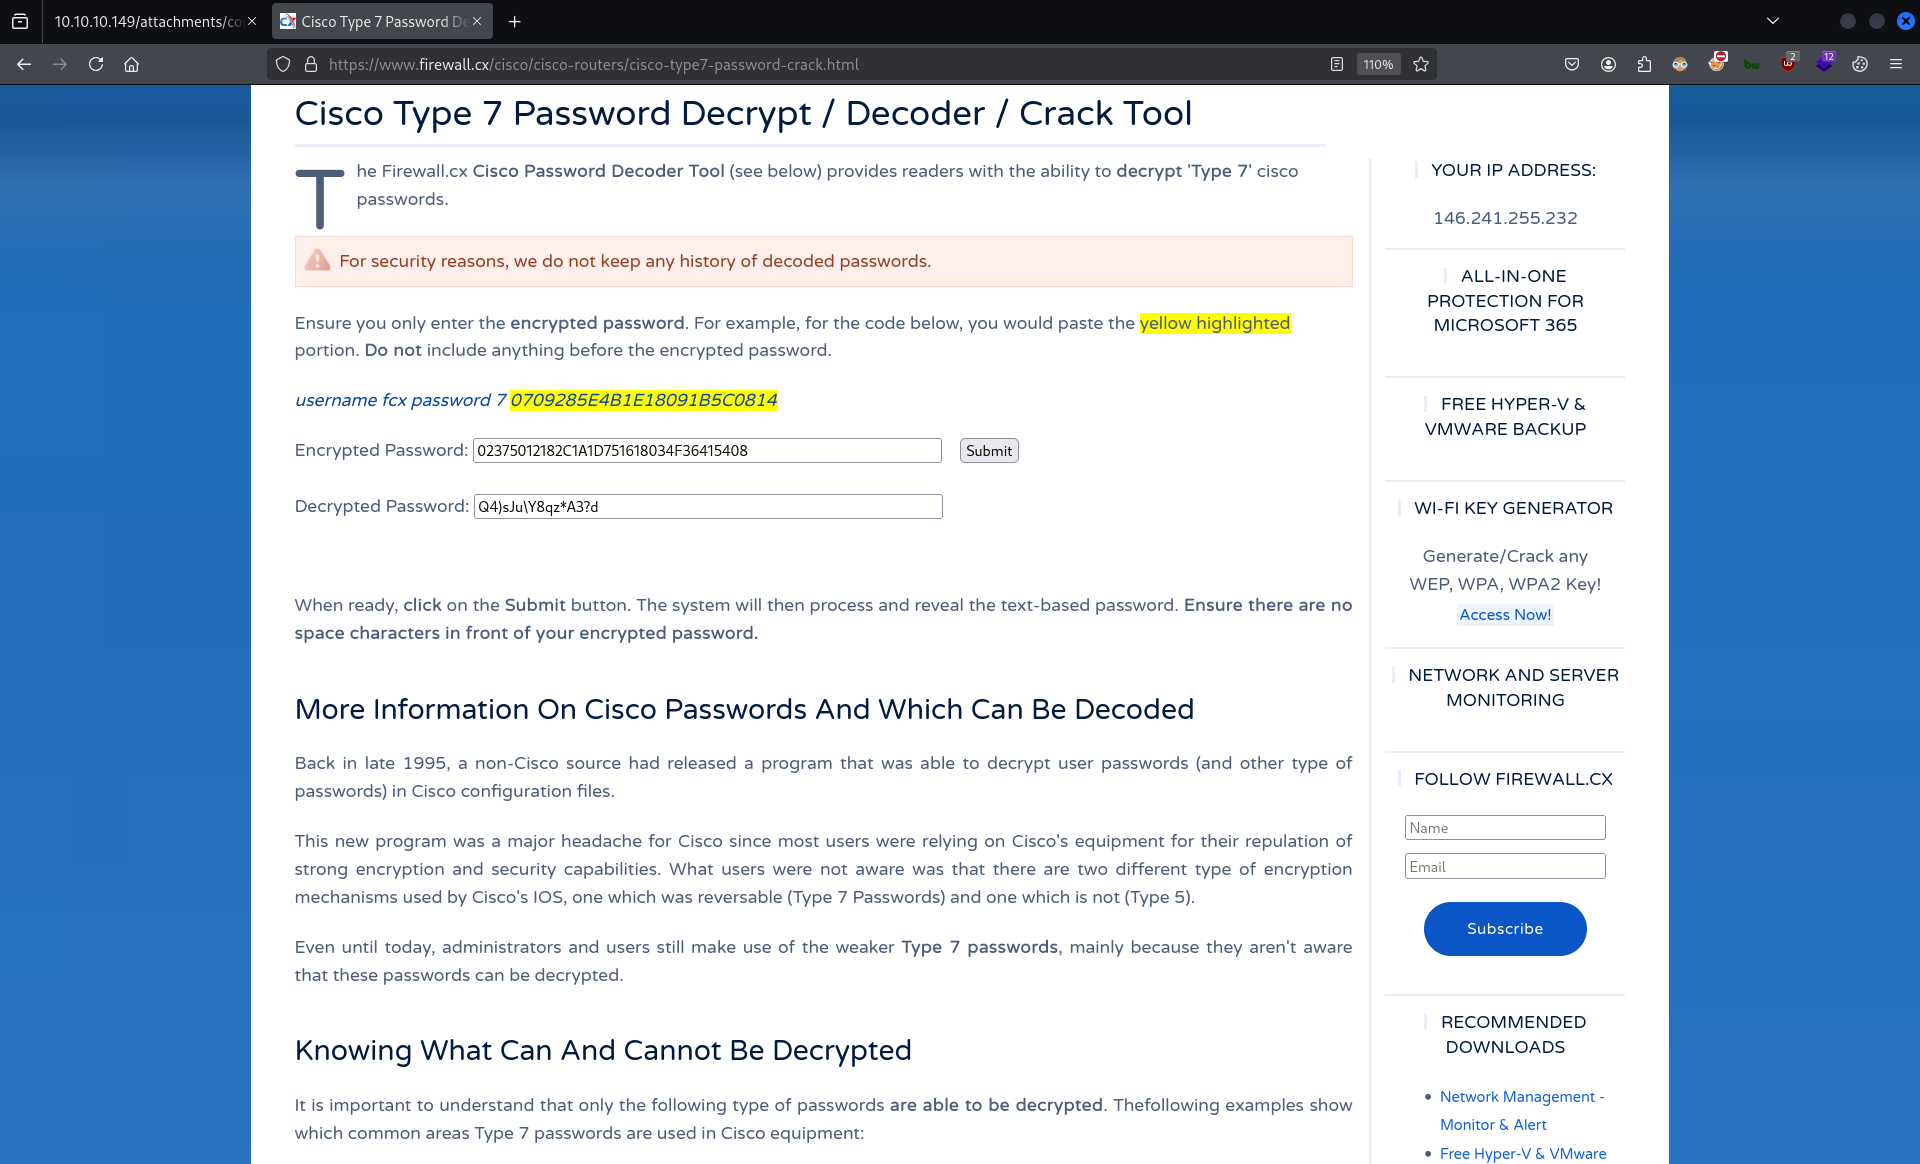 10.10.10.149/attachments/co
Cisco Type 7 Password De
https://www.firewall.cx/cisco/cisco-routers/cisco-type7-password-crack.html
110%
2
12
Cisco Type 7 Password Decrypt / Decoder / Crack Tool
The Firewall.cx Cisco Password Decoder Tool (see below) provides readers with the ability to decrypt 'Type 7' cisco
passwords.
For security reasons, we do not keep any history of decoded passwords.
Ensure you only enter the encrypted password. For example, for the code below, you would paste the yellow highlighted
portion. Do not include anything before the encrypted password.
username fcx password 7 0709285E4B1E18091B5C0814
Encrypted Password: 02375012182C1A1D751618034F36415408 Submit
Decrypted Password: Q4)sJu\Y8qz*A3?d
When ready, click on the Submit button. The system will then process and reveal the text-based password. Ensure there are no
space characters in front of your encrypted password.
More Information On Cisco Passwords And Which Can Be Decoded
Back in late 1995, a non-Cisco source had released a program that was able to decrypt user passwords (and other type of
passwords) in Cisco configuration files.
This new program was a major headache for Cisco since most users were relying on Cisco's equipment for their repulation of
strong encryption and security capabilities. What users were not aware was that there are two different type of encryption
mechanisms used by Cisco's IOS, one which was reversable (Type 7 Passwords) and one which is not (Type 5).
Even until today, administrators and users still make use of the weaker Type 7 passwords, mainly because they aren't aware
that these passwords can be decrypted.
Knowing What Can And Cannot Be Decrypted
It is important to understand that only the following type of passwords are able to be decrypted. Thefollowing examples show
which common areas Type 7 passwords are used in Cisco equipment:
YOUR IP ADDRESS:
146.241.255.232
ALL-IN-ONE
PROTECTION FOR
MICROSOFT 365
FREE HYPER-V &
VMWARE BACKUP
WI-FI KEY GENERATOR
Generate/Crack any
WEP, WPA, WPA2 Key!
Access Now!
NETWORK AND SERVER
MONITORING
FOLLOW FIREWALL.CX
Name
Email
Subscribe
RECOMMENDED
DOWNLOADS
Network Management -
Monitor & Alert
Free Hyper-V & VMware